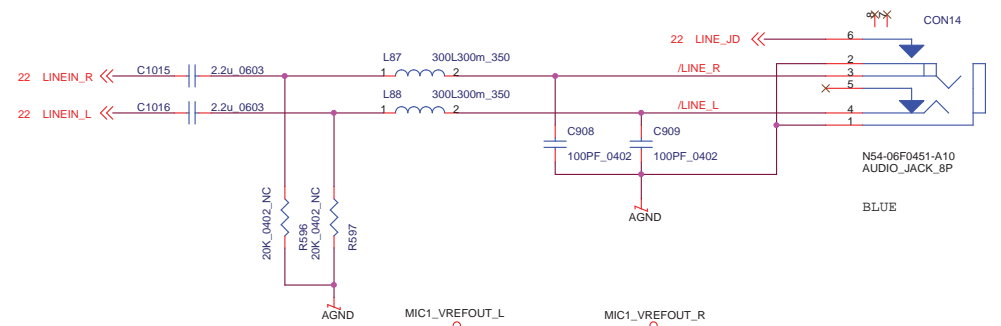 8 7
CON14
22 LINE_JD 6
L87 300L300m_350 2
22 LINEIN_R C1015 2.2u_0603 1 2 /LINE_R 3
5
L88 300L300m_350
22 LINEIN_L C1016 2.2u_0603 1 2 /LINE_L 4
1
C908 C909
100PF_0402 100PF_0402
N54-06F0451-A10
AUDIO_JACK_8P
BLUE
20K_0402_NC
R596
20K_0402_NC
R597
AGND
AGND
MIC1_VREFOUT_L MIC1_VREFOUT_R